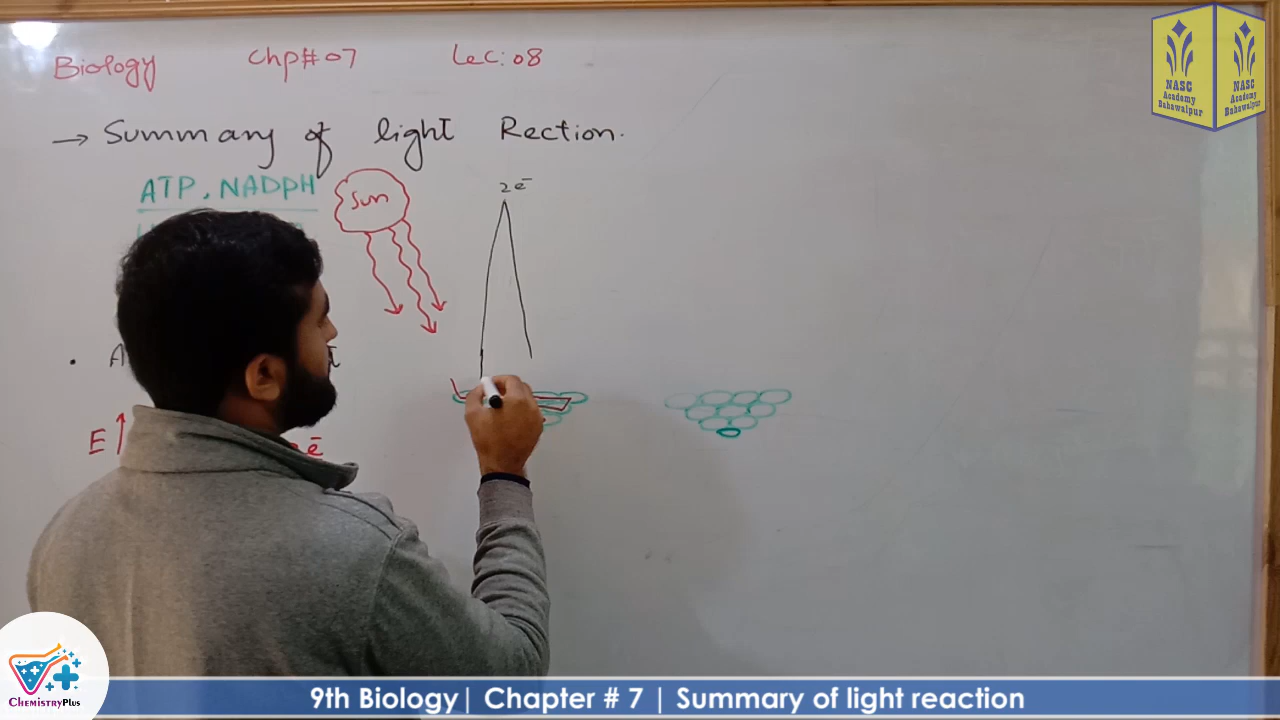 Biology Chp#07 Lec:08
→ Summary of light Rection.
ATP, NADPH
Sun
2e⁻
E ↑
e⁻
NASC Academy Bahawalpur
NASC Academy Bahawalpur
ChemistryPlus
9th Biology| Chapter # 7 | Summary of light reaction